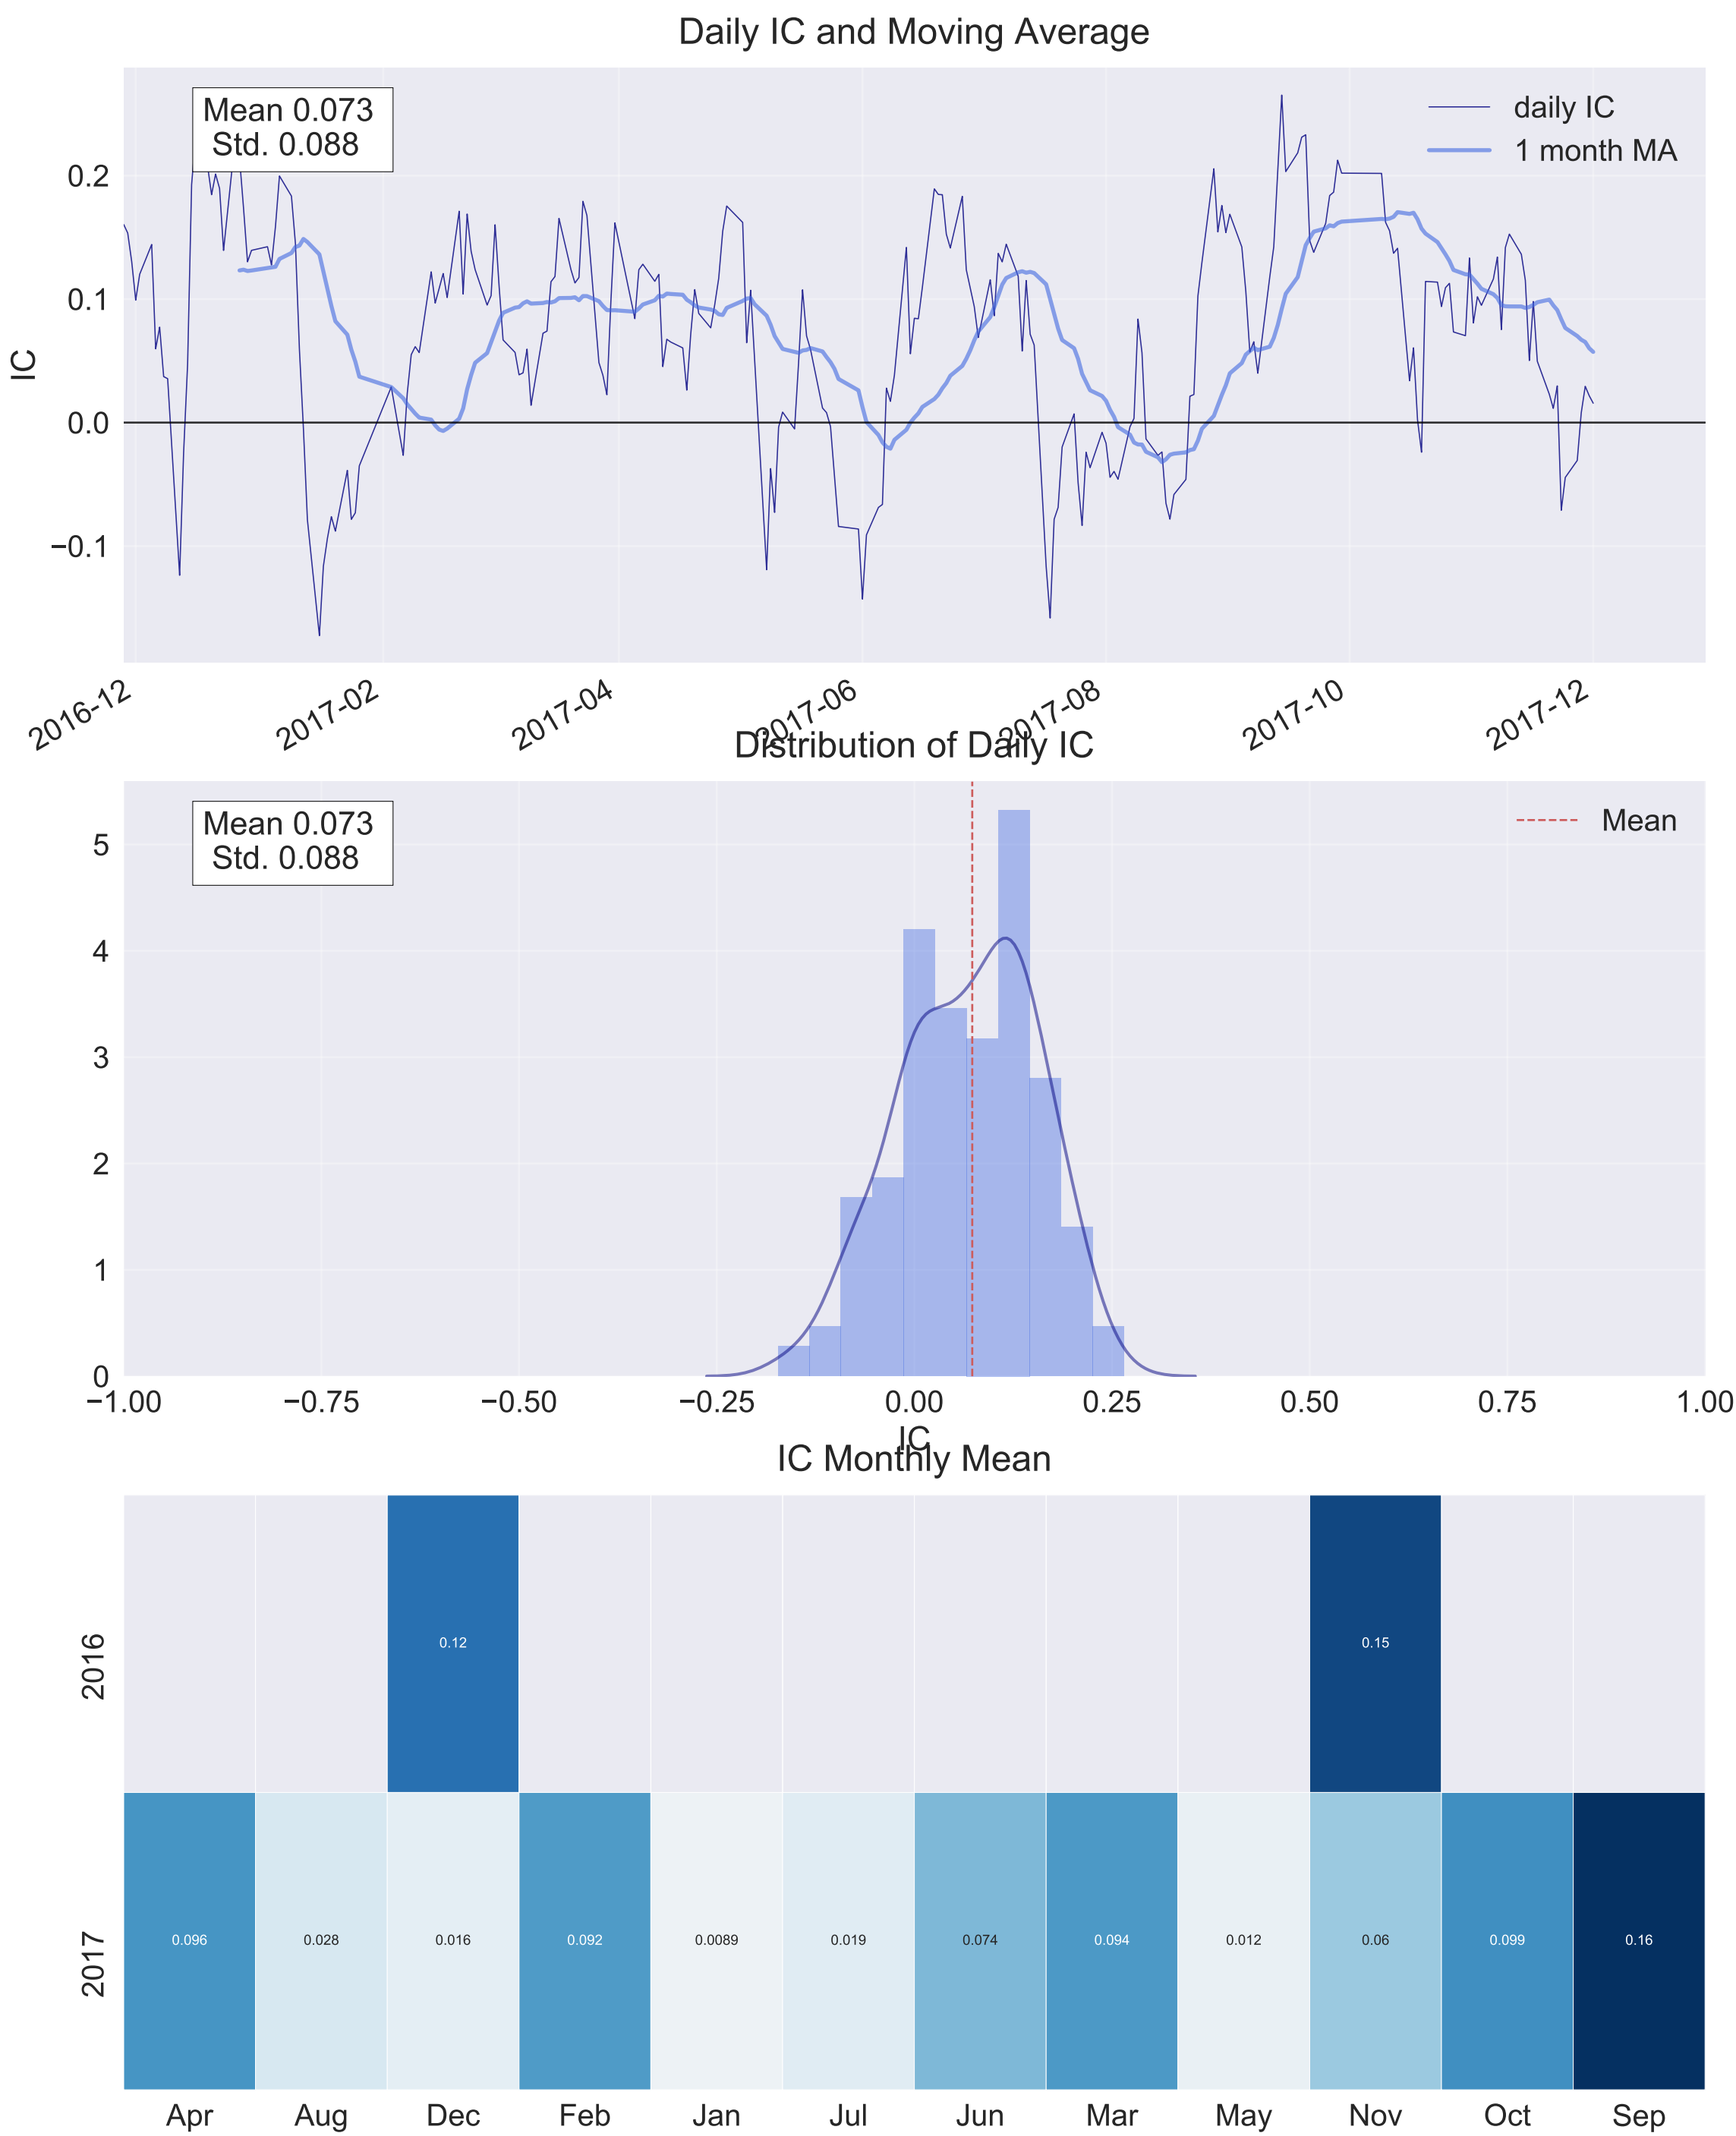 Daily IC and Moving Average
Mean 0.073
Std. 0.088
daily IC
1 month MA
IC
0.2
0.1
0.0
−0.1
2016-12
2017-02
2017-04
2017-06
2017-08
2017-10
2017-12
Distribution of Daily IC
Mean 0.073
Std. 0.088
Mean
5
4
3
2
1
0
−1.00 −0.75 −0.50 −0.25 0.00 0.25 0.50 0.75 1.00
IC
IC Monthly Mean
2016
0.12 0.15
2017
0.096 0.028 0.016 0.092 0.0089 0.019 0.074 0.094 0.012 0.06 0.099 0.16
Apr Aug Dec Feb Jan Jul Jun Mar May Nov Oct Sep